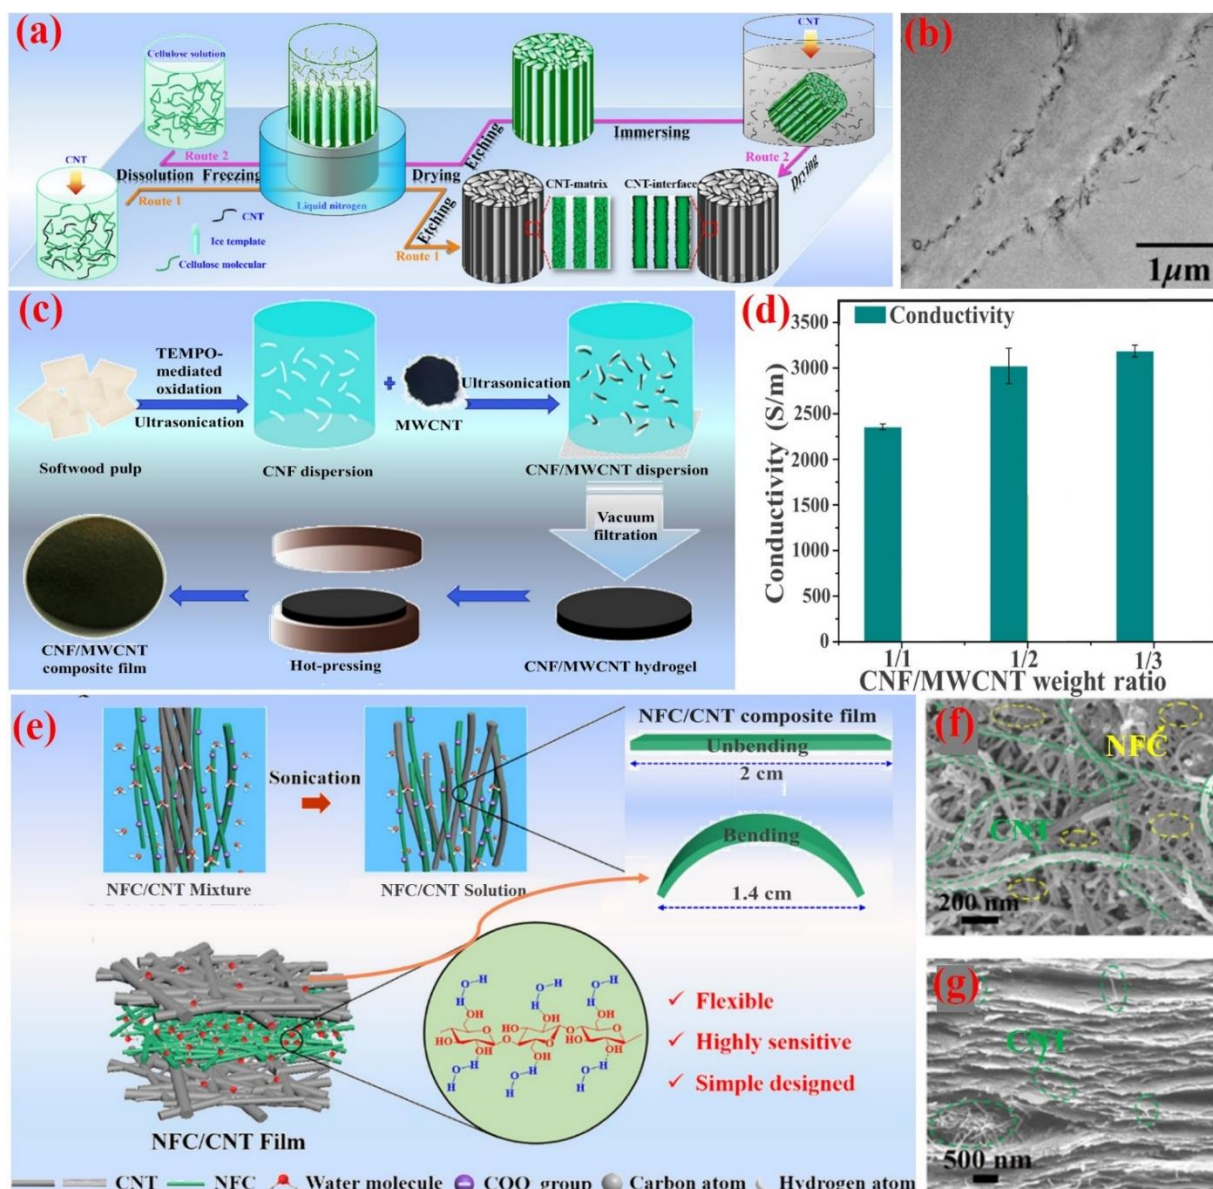 (a)
Cellulose solution
CNT
CNT
Route 2
Dissolution Freezing
Route 1
Liquid nitrogen
CNT
Ice template
Cellulose molecular
Etching
Immersing
Route 2
Drying
Drying
Etching
Route 1
CNT-matrix
CNT-interface
(b)
1μm
(c)
TEMPO-
mediated
oxidation
Ultrasonication
Softwood pulp
CNF dispersion
+
MWCNT
Ultrasonication
CNF/MWCNT dispersion
Vacuum
filtration
CNF/MWCNT
composite film
Hot-pressing
CNF/MWCNT hydrogel
(d)
Conductivity
Conductivity (S/m)
3500
3000
2500
2000
1500
1000
500
0
1/1
1/2
1/3
CNF/MWCNT weight ratio
(e)
Sonication
NFC/CNT Mixture
NFC/CNT Solution
NFC/CNT composite film
Unbending
2 cm
Bending
1.4 cm
NFC/CNT Film
✓ Flexible
✓ Highly sensitive
✓ Simple designed
CNT
NFC
Water molecule
COO⁻ group
Carbon atom
Hydrogen atom
(f)
NFC
CNT
200 nm
(g)
CNT
500 nm